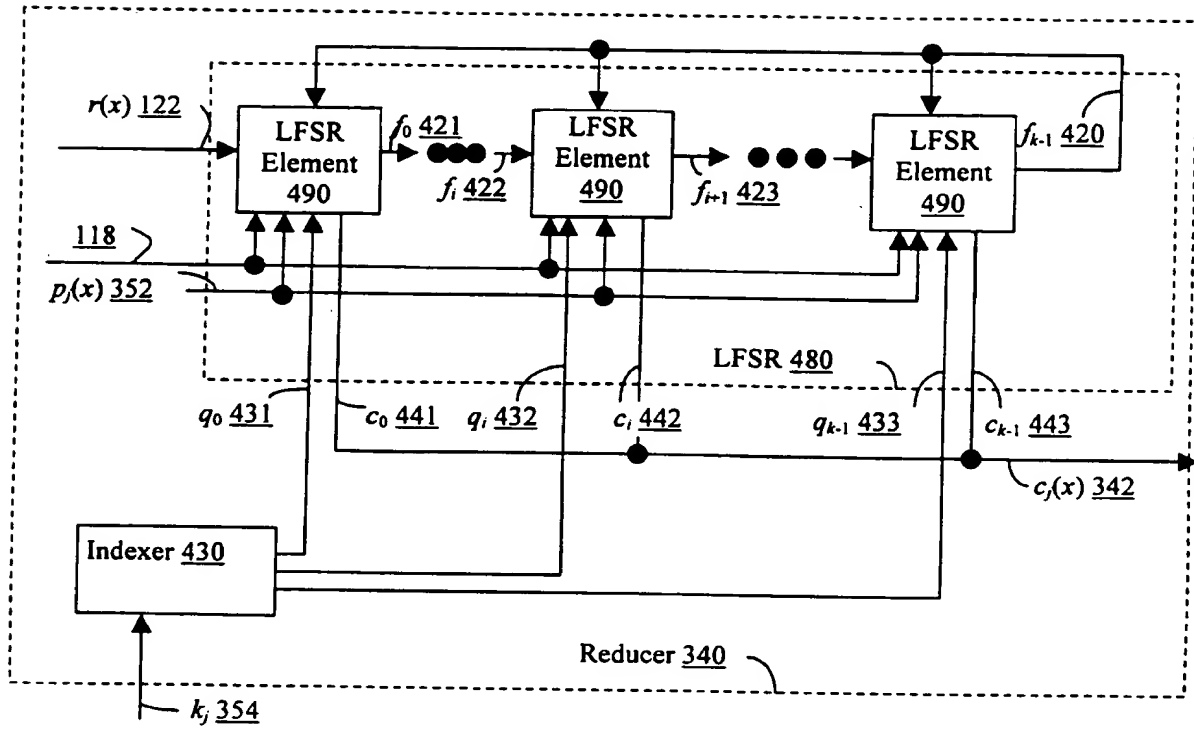 r(x) 122
LFSR
Element
490
f0 421
fi 422
LFSR
Element
490
fi+1 423
LFSR
Element
490
fk-1 420
118
pj(x) 352
LFSR 480
q0 431
c0 441
qi 432
ci 442
qk-1 433
ck-1 443
cj(x) 342
Indexer 430
Reducer 340
kj 354